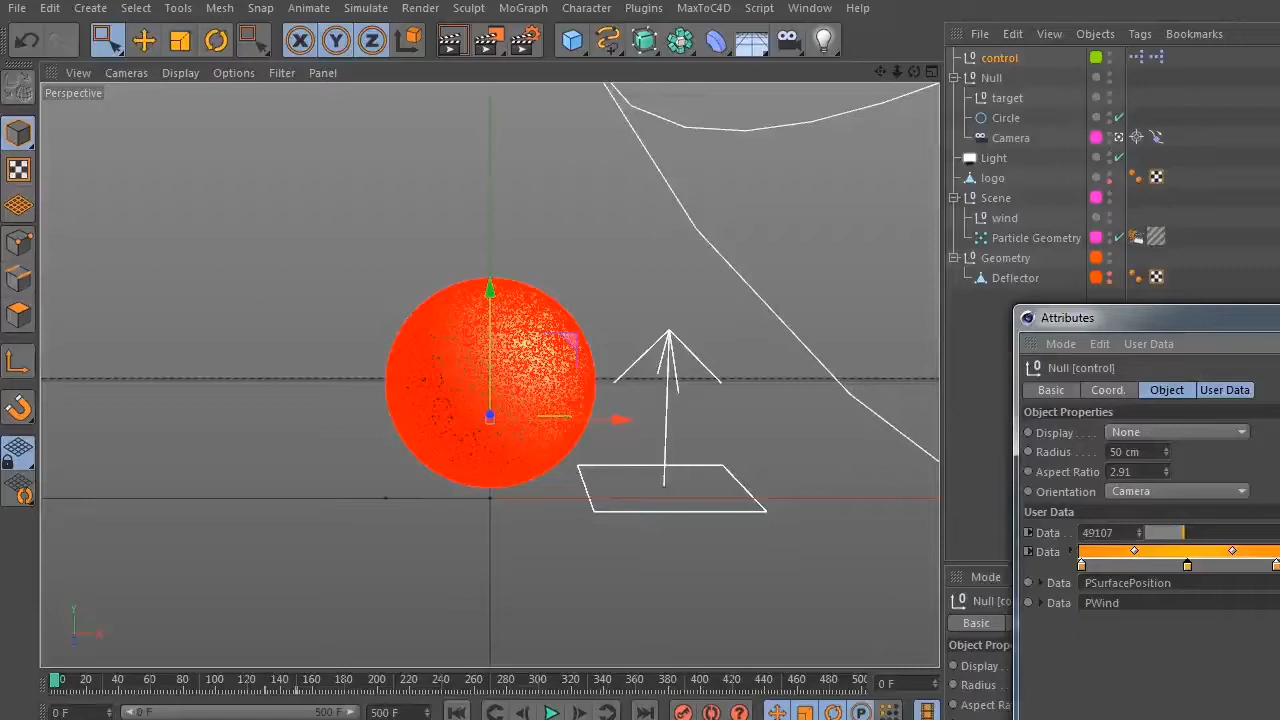 File Edit Create Select Tools Mesh Snap Animate Simulate Render Sculpt MoGraph Character Plugins MaxToC4D Script Window Help
File Edit View Objects Tags Bookmarks
View Cameras Display Options Filter Panel
Perspective
control
Null
target
Circle
Camera
Light
logo
Scene
wind
Particle Geometry
Geometry
Deflector
Attributes
Mode Edit User Data
Null [control]
Basic Coord. Object User Data
Object Properties
Display . . . . None
Radius . . . . 50 cm
Aspect Ratio 2.91
Orientation Camera
User Data
Data . . 49107
Data
Data PSurfacePosition
Data PWind
Mode
Null [co
Basic
Object Prop
Display . .
Radius . .
Aspect Ra
Y
X
Z
0 20 40 60 80 100 120 140 160 180 200 220 240 260 280 300 320 340 360 380 400 420 440 460 480 500
0 F
0 F 0 F 500 F 500 F